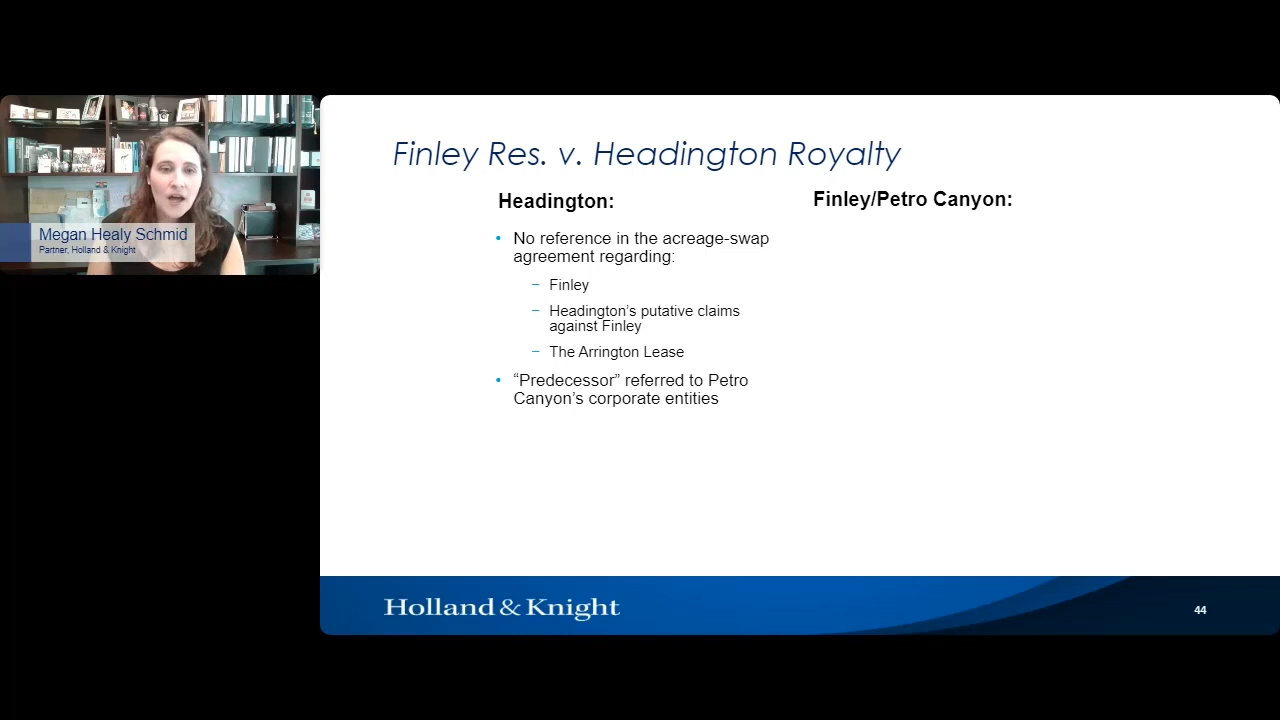 Megan Healy Schmid
Partner, Holland & Knight
Finley Res. v. Headington Royalty
Headington:
• No reference in the acreage-swap
agreement regarding:
– Finley
– Headington’s putative claims
against Finley
– The Arrington Lease
• “Predecessor” referred to Petro
Canyon’s corporate entities
Finley/Petro Canyon:
Holland & Knight
44